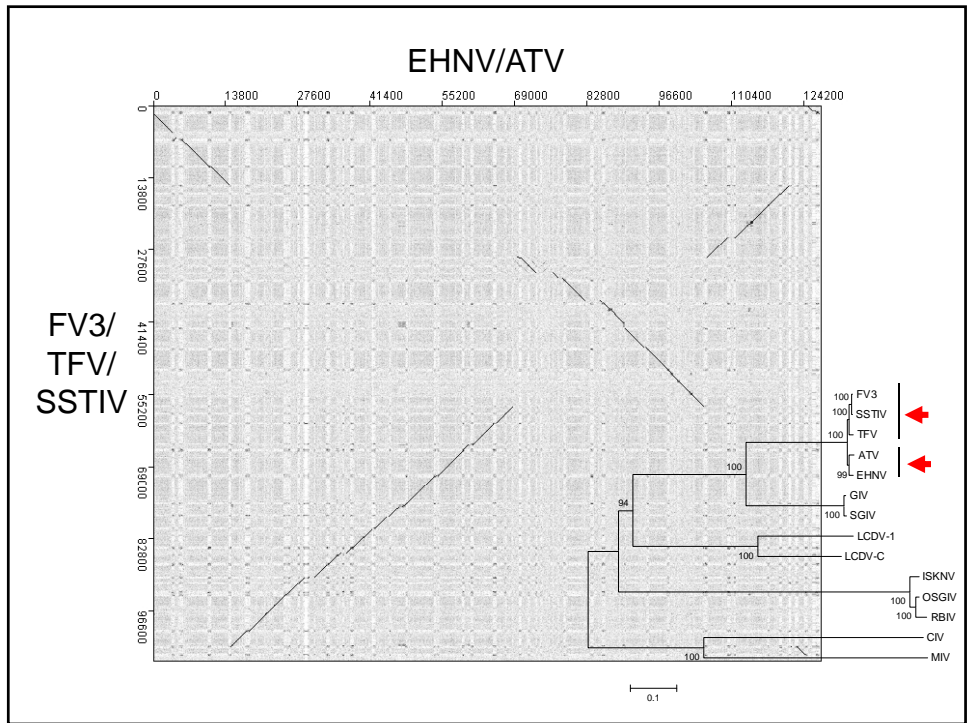 EHNV/ATV
0 13800 27600 41400 55200 69000 82800 96600 110400 124200
0
13800
27600
41400
55200
69000
82800
96600
FV3/
TFV/
SSTIV
100 FV3
100 SSTIV
100 TFV
ATV
99 EHNV
100
GIV
100 SGIV
94
LCDV-1
100 LCDV-C
ISKNV
100 OSGIV
100 RBIV
CIV
100 MIV
0.1